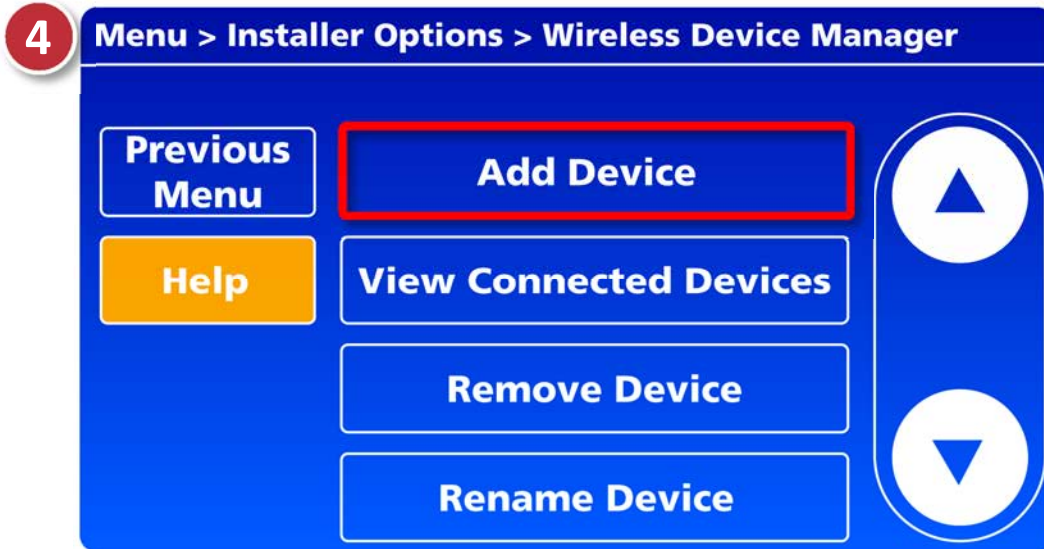 4
Menu > Installer Options > Wireless Device Manager
Previous
Menu
Add Device
Help
View Connected Devices
Remove Device
Rename Device